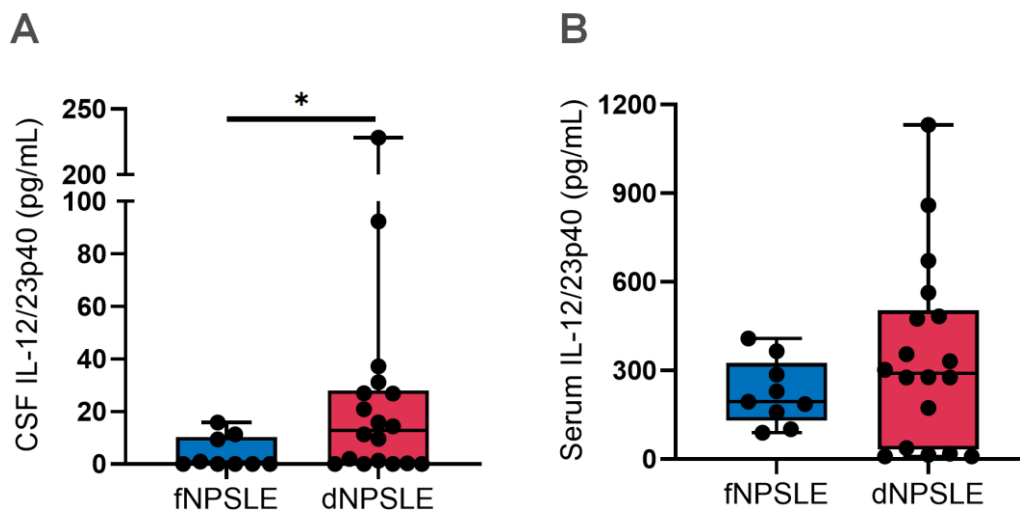 A
CSF IL-12/23p40 (pg/mL)
250
200
100
80
60
40
20
0
*
fNPSLE
dNPSLE
B
Serum IL-12/23p40 (pg/mL)
1200
900
600
300
0
fNPSLE
dNPSLE